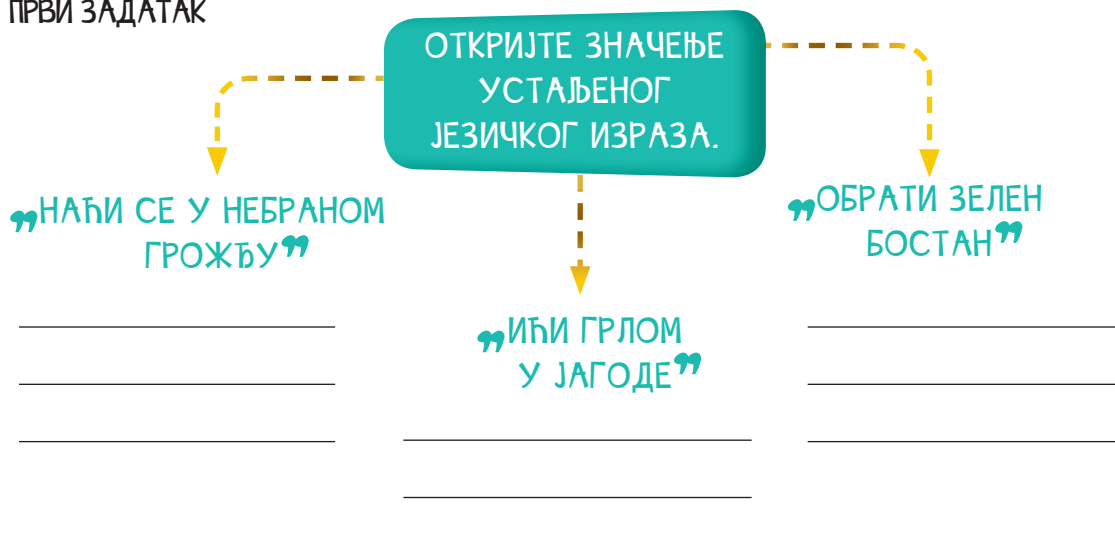 ПРВИ ЗАДАТАК
ОТКРИЈТЕ ЗНАЧЕЊЕ
УСТАЉЕНОГ
ЈЕЗИЧКОГ ИЗРАЗА.
„НАЋИ СЕ У НЕБРАНОМ
ГРОЖЂУ”
„ИЋИ ГРЛОМ
У ЈАГОДЕ”
„ОБРАТИ ЗЕЛЕН
БОСТАН”